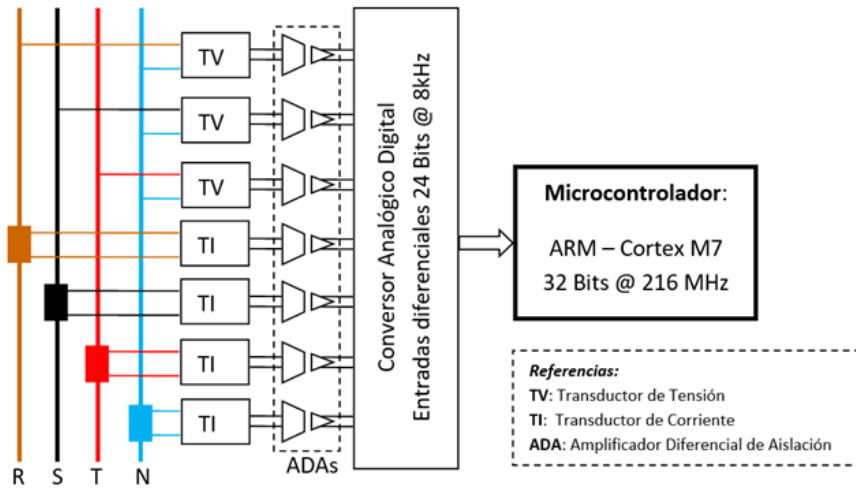 TV
TV
TV
TI
TI
TI
TI
R S T N
ADAs
Conversor Analógico Digital
Entradas diferenciales 24 Bits @ 8kHz
Microcontrolador:
ARM – Cortex M7
32 Bits @ 216 MHz
Referencias:
TV: Transductor de Tensión
TI: Transductor de Corriente
ADA: Amplificador Diferencial de Aislación